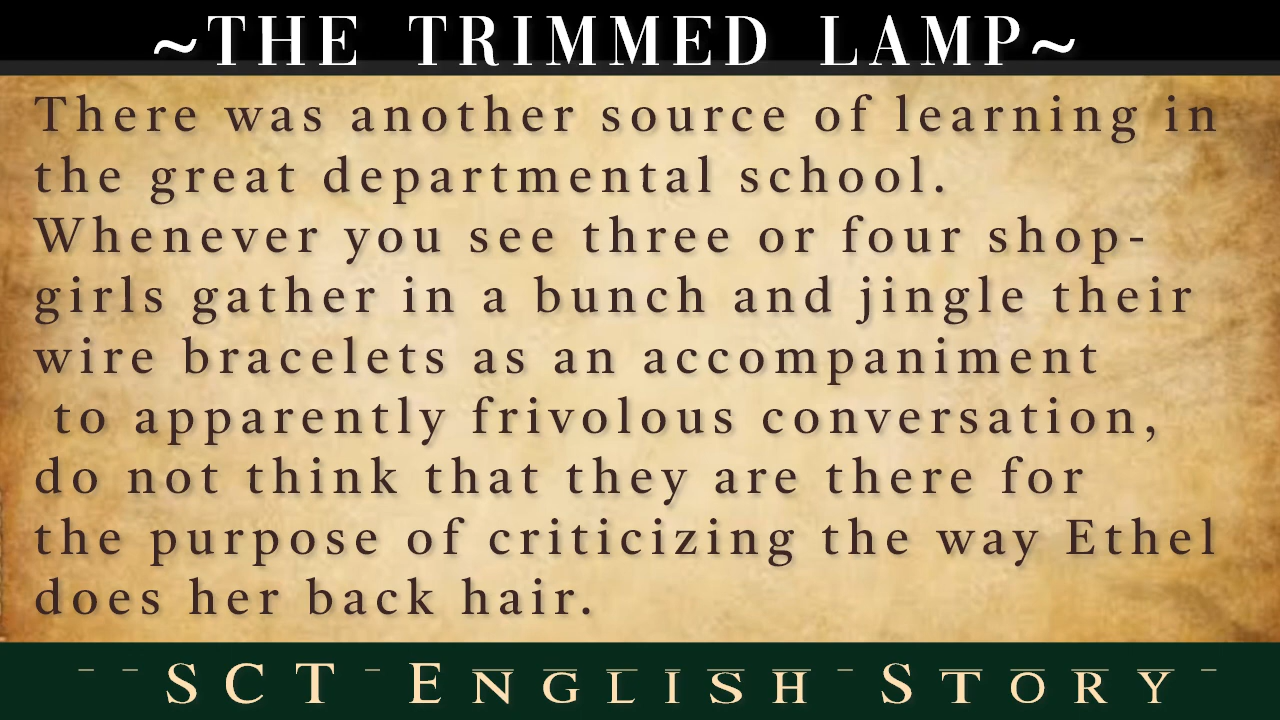 ~THE TRIMMED LAMP~
There was another source of learning in
the great departmental school.
Whenever you see three or four shop-
girls gather in a bunch and jingle their
wire bracelets as an accompaniment
to apparently frivolous conversation,
do not think that they are there for
the purpose of criticizing the way Ethel
does her back hair.
SCT English Story